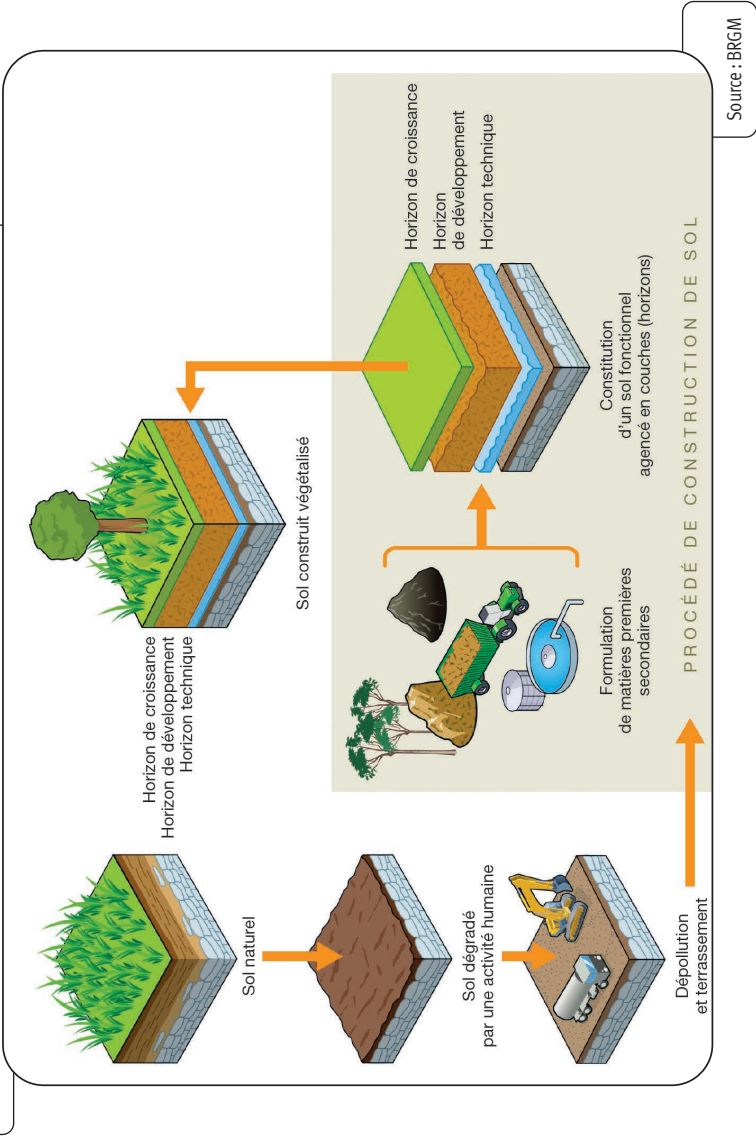 Sol naturel
Sol dégradé
par une activité humaine
Dépollution
et terrassement
Horizon de croissance
Horizon de développement
Horizon technique
Sol construit végétalisé
Formulation
de matières premières
secondaires
Constitution
d'un sol fonctionnel
agencé en couches (horizons)
Horizon de croissance
Horizon
de développement
Horizon technique
PROCÉDÉ DE CONSTRUCTION DE SOL
Source : BRGM